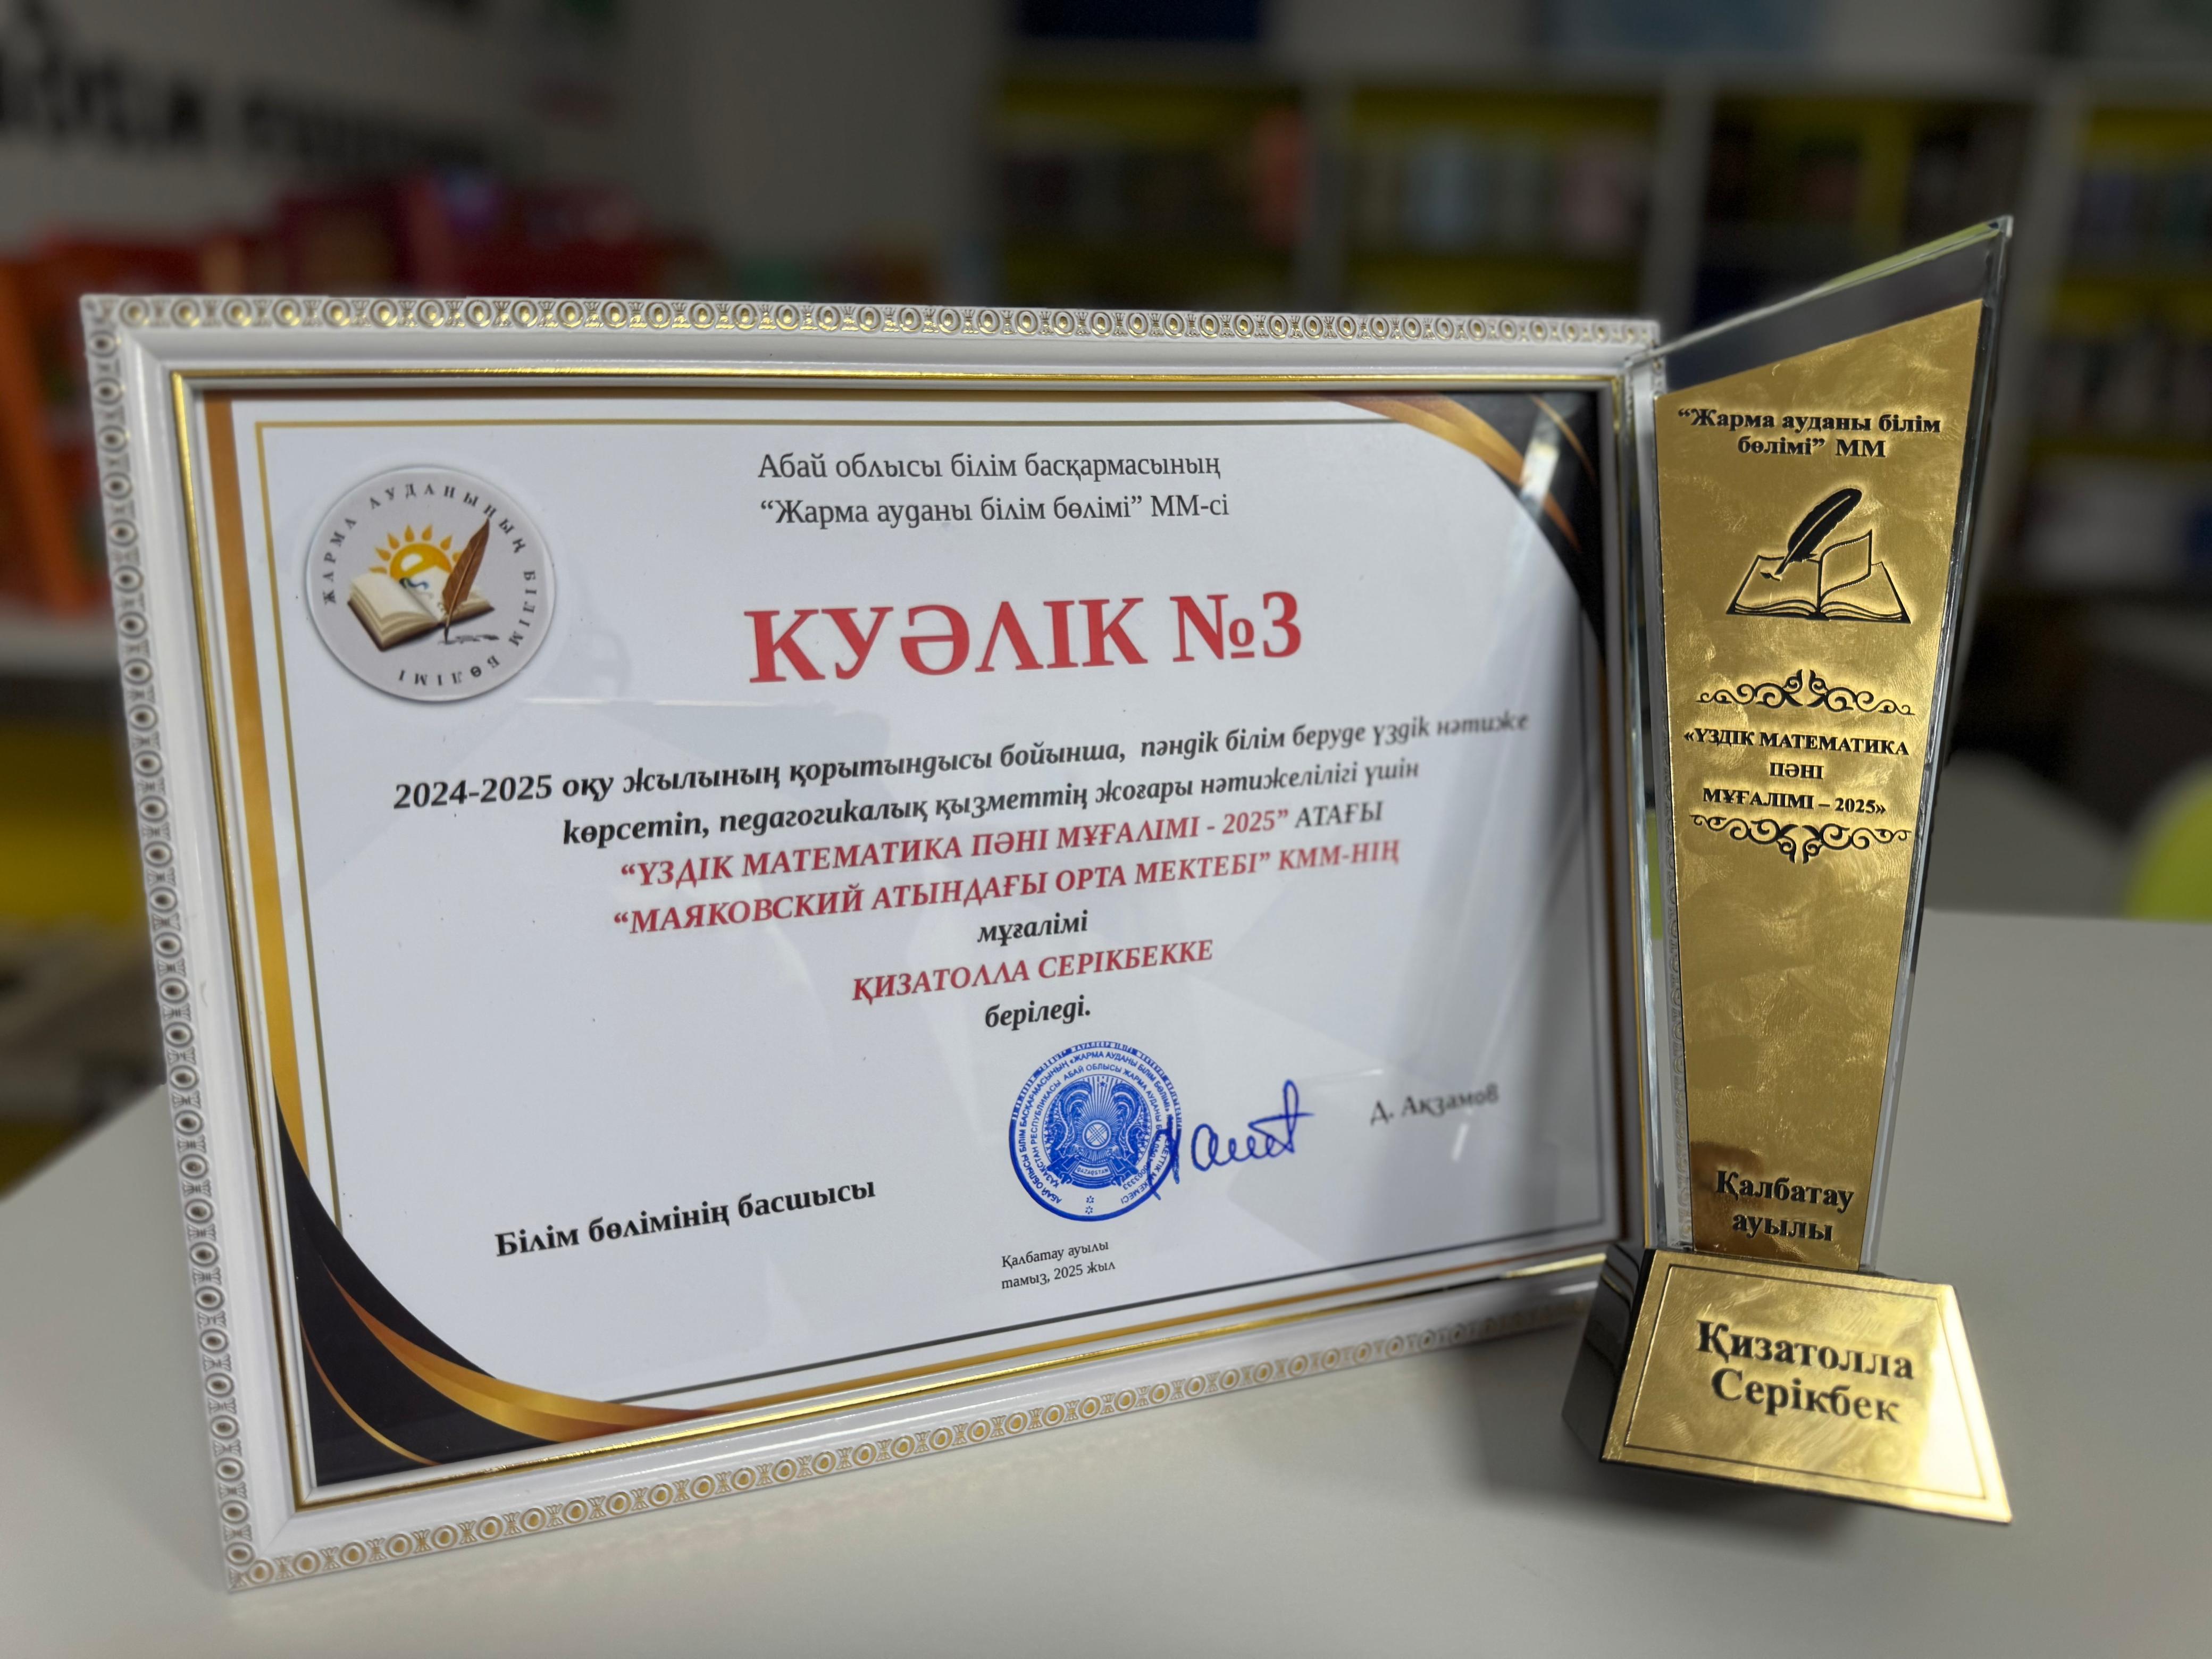 ЖАРМА АУДАНЫНЫҢ БІЛІМ БӨЛІМІ
Абай облысы білім басқармасының
“Жарма ауданы білім бөлімі” ММ-сі
КУӘЛІК №3
2024-2025 оқу жылының қорытындысы бойынша, пәндік білім беруде үздік нәтиже
көрсетіп, педагогикалық қызметтің жоғары нәтижелілігі үшін
“ҮЗДІК МАТЕМАТИКА ПӘНІ МҰҒАЛІМІ - 2025” АТАҒЫ
“МАЯКОВСКИЙ АТЫНДАҒЫ ОРТА МЕКТЕБІ” КММ-НІҢ
мұғалімі
ҚИЗАТОЛЛА СЕРІКБЕККЕ
беріледі.
Білім бөлімінің басшысы
Д. Ақзамов
QAZAQSTAN
Қалбатау ауылы
тамыз, 2025 жыл
“Жарма ауданы білім
бөлімі” ММ
«ҮЗДІК МАТЕМАТИКА
ПӘНІ
МҰҒАЛІМІ – 2025»
Қалбатау
ауылы
Қизатолла
Серікбек